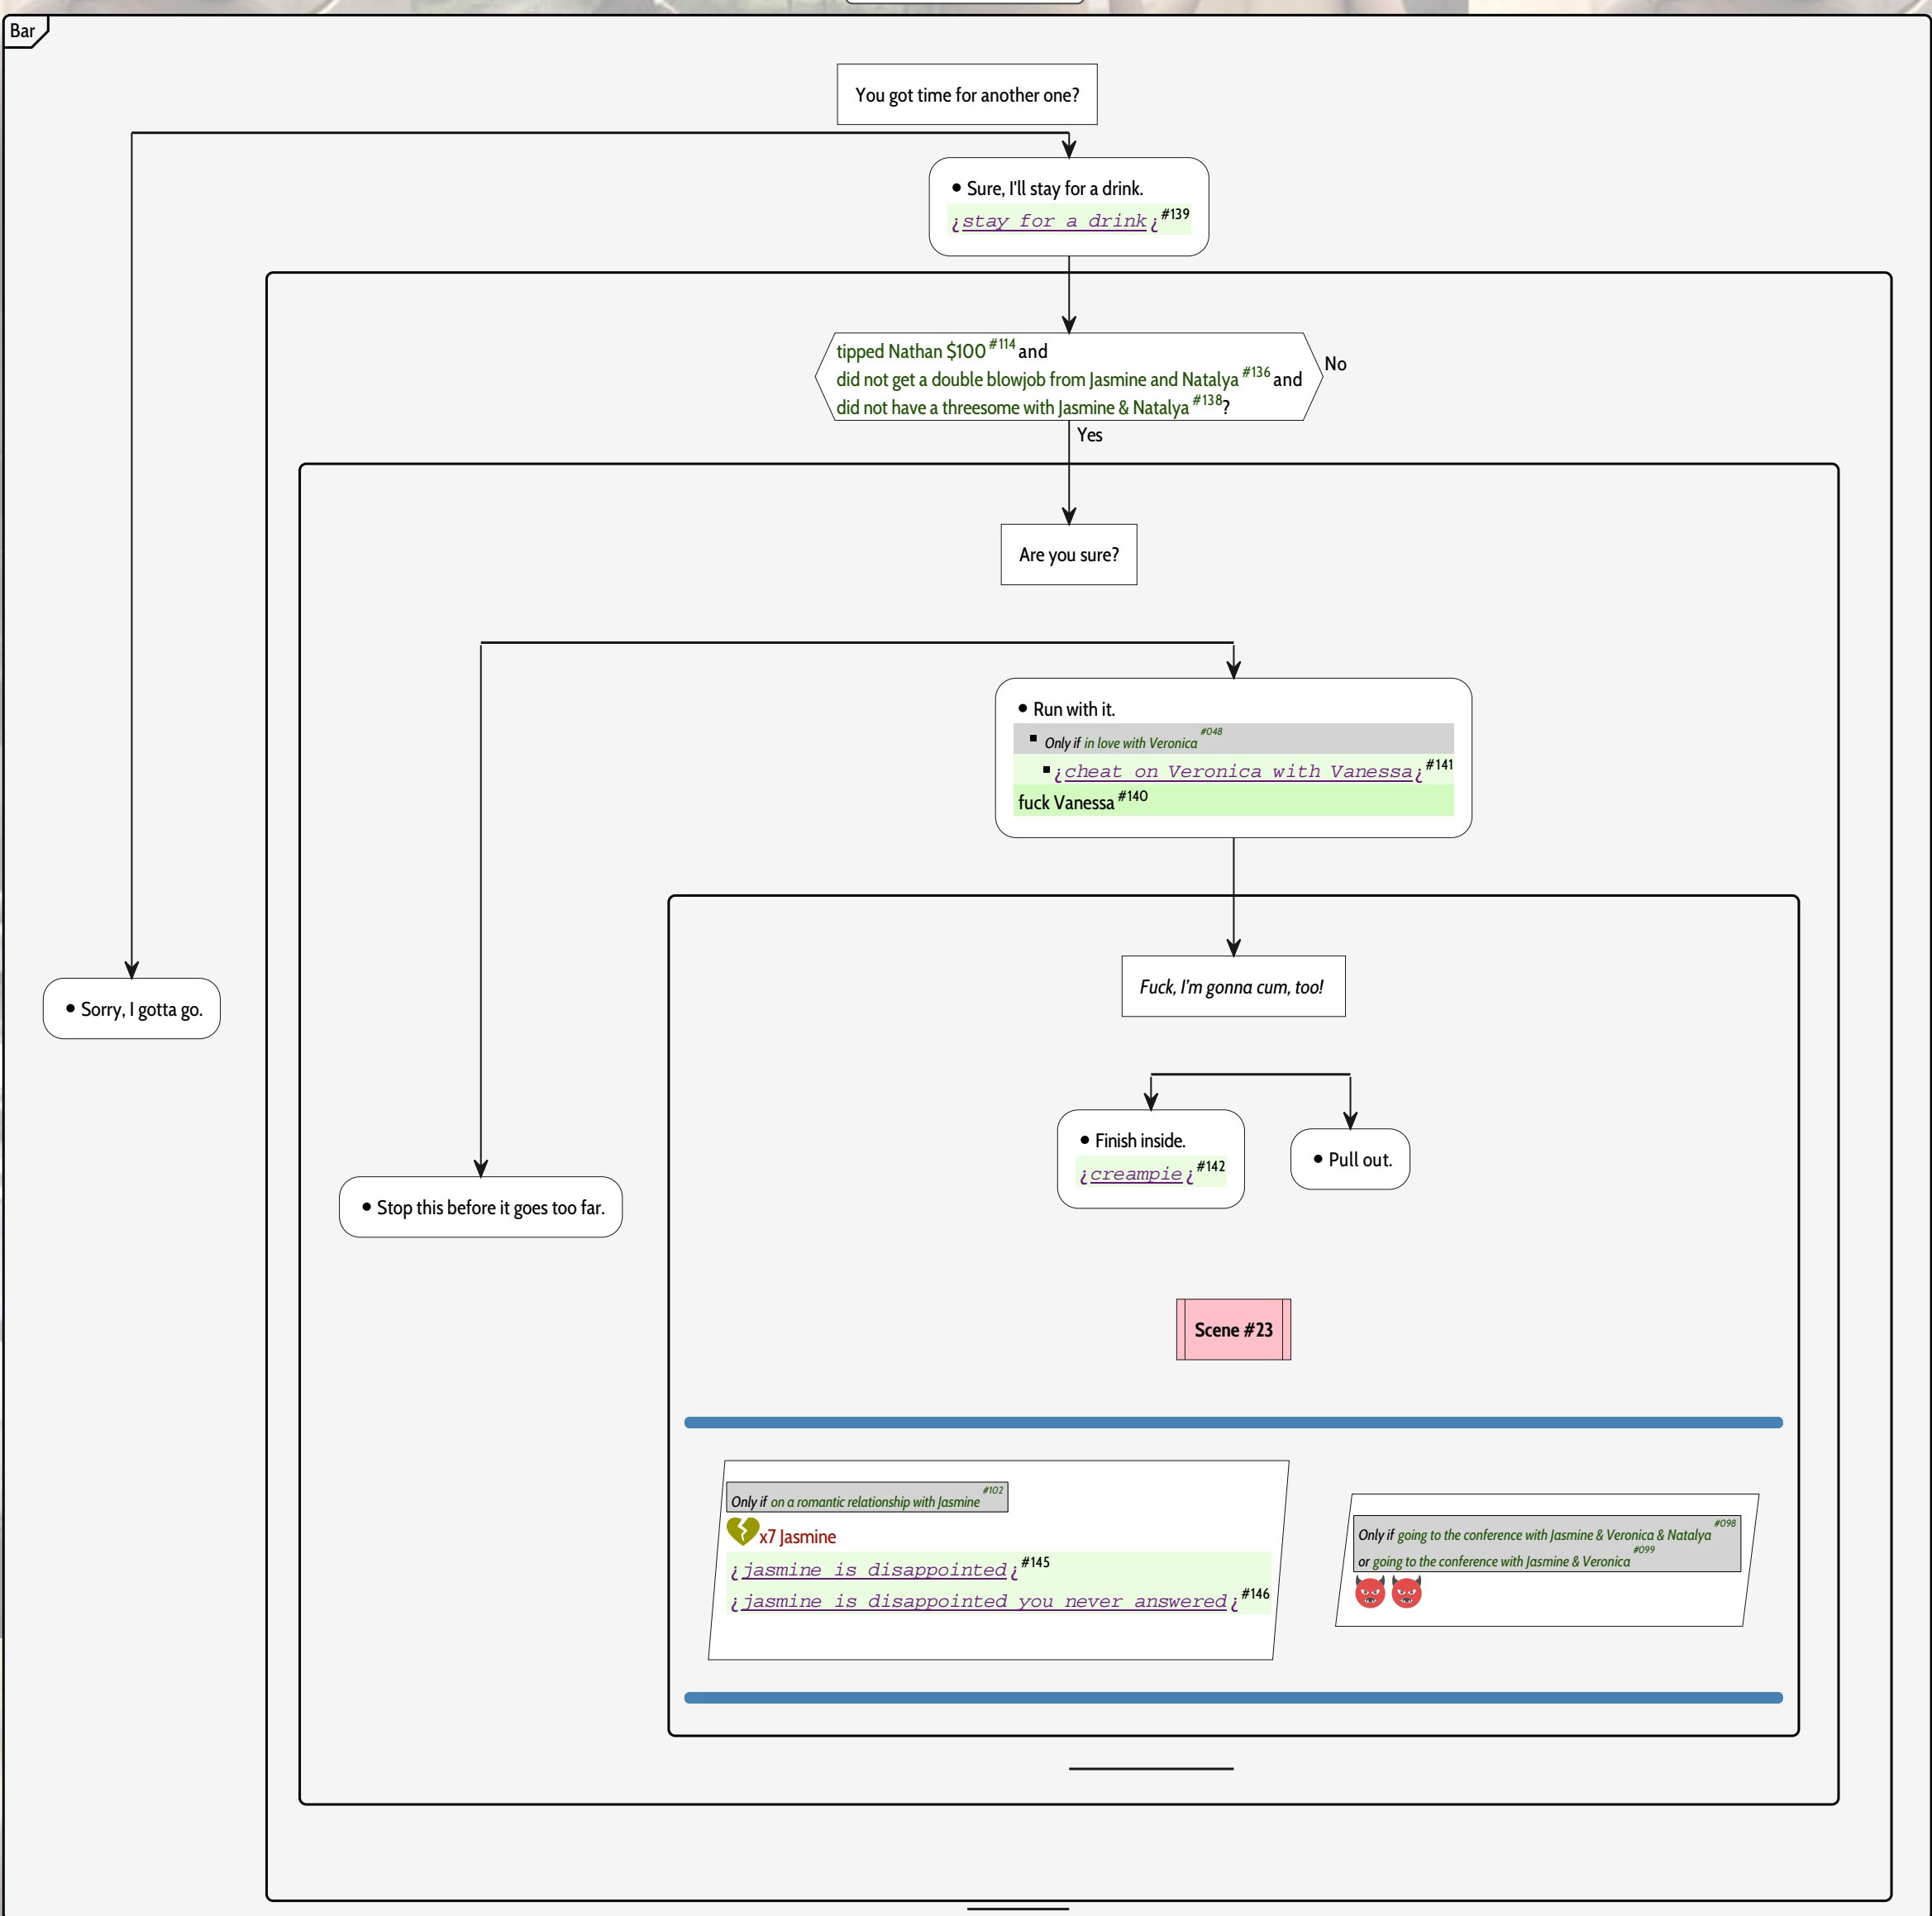 Bar
You got time for another one?
• Sure, I'll stay for a drink.
¿stay for a drink¿ #139
tipped Nathan $100 #114 and
did not get a double blowjob from Jasmine and Natalya #136 and
did not have a threesome with Jasmine & Natalya #138?
No
Yes
Are you sure?
• Run with it.
▪ Only if in love with Veronica #048
▪ ¿cheat on Veronica with Vanessa¿ #141
fuck Vanessa #140
Fuck, I'm gonna cum, too!
• Sorry, I gotta go.
• Finish inside.
¿creampie¿ #142
• Pull out.
• Stop this before it goes too far.
Scene #23
Only if on a romantic relationship with Jasmine #102
x7 Jasmine
¿jasmine is disappointed¿ #145
¿jasmine is disappointed you never answered¿ #146
Only if going to the conference with Jasmine & Veronica & Natalya #098
or going to the conference with Jasmine & Veronica #099